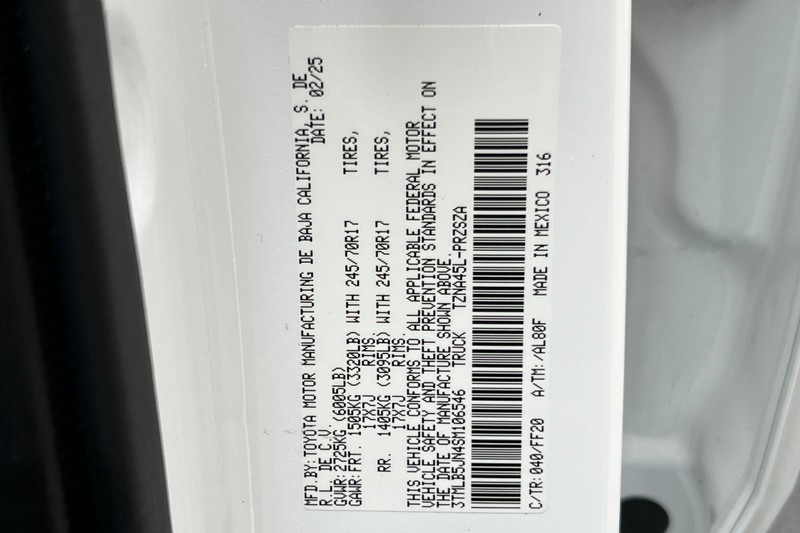 MFD.BY:TOYOTA MOTOR MANUFACTURING DE BAJA CALIFORNIA, S. DE
R.L. DE C.V. DATE: 02/25
GVWR:2725KG (6005LB)
GAWR:FRT. 1505KG (3320LB) WITH 245/70R17 TIRES,
17X7J RIMS.
RR. 1405KG (3095LB) WITH 245/70R17 TIRES,
17X7J RIMS.
THIS VEHICLE CONFORMS TO ALL APPLICABLE FEDERAL MOTOR
VEHICLE SAFETY AND THEFT PREVENTION STANDARDS IN EFFECT ON
THE DATE OF MANUFACTURE SHOWN ABOVE.
3TMLB5JN4SM106546 TRUCK TZNA45L-PRZSZA
C/TR:040/FF20 A/TM:/AL80F MADE IN MEXICO 316